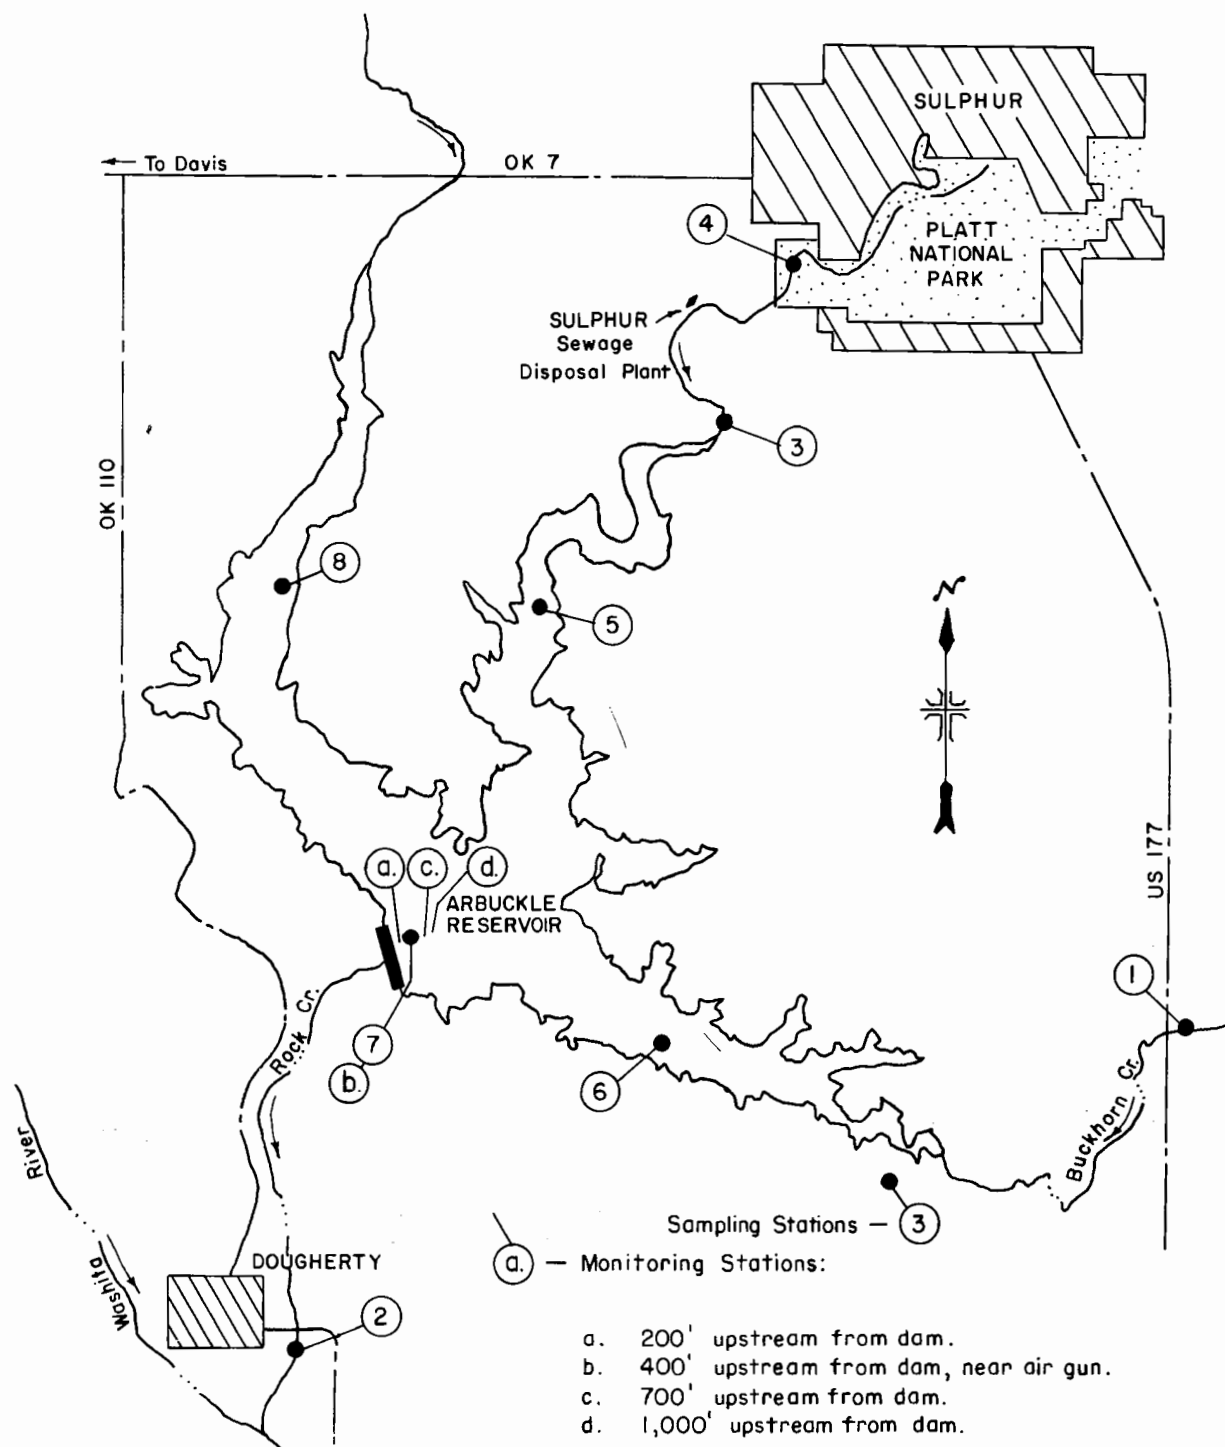 SULPHUR
To Davis
OK 7
4
PLATT
NATIONAL
PARK
SULPHUR
Sewage
Disposal Plant
3
OK 110
8
5
N
US 177
a.
c.
d.
ARBUCKLE
RESERVOIR
1
Rock Cr.
7
b.
6
Buckhorn Cr.
Washita River
Sampling Stations — 3
a. — Monitoring Stations:
DOUGHERTY
2
a. 200' upstream from dam.
b. 400' upstream from dam, near air gun.
c. 700' upstream from dam.
d. 1,000' upstream from dam.